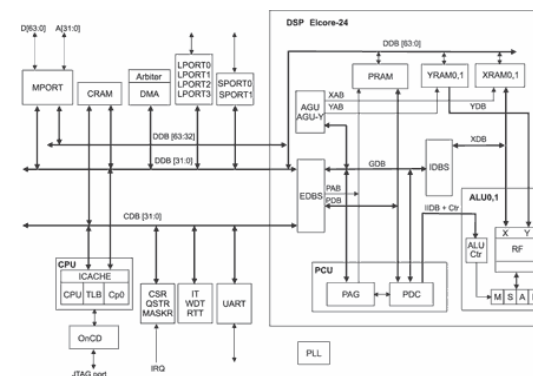 D[63:0]
A[31:0]
DSP Elcore-24
DDB [63:0]
LPORT0
LPORT1
LPORT2
LPORT3
SPORT0
SPORT1
Arbiter
DMA
MPORT
CRAM
PRAM
YRAM0,1
XRAM0,1
XAB
YAB
AGU
AGU-Y
YDB
DDB [63:32]
DDB [31:0]
GDB
XDB
IDBS
EDBS
PAB
PDB
CDB [31:0]
IIDB + Ctr
ALU0,1
X
Y
RF
ALU
Ctr
M
S
A
CPU
ICACHE
CPU
TLB
Cp0
CSR
QSTR
MASKR
IT
WDT
RTT
UART
PCU
PAG
PDC
OnCD
JTAG port
IRQ
PLL